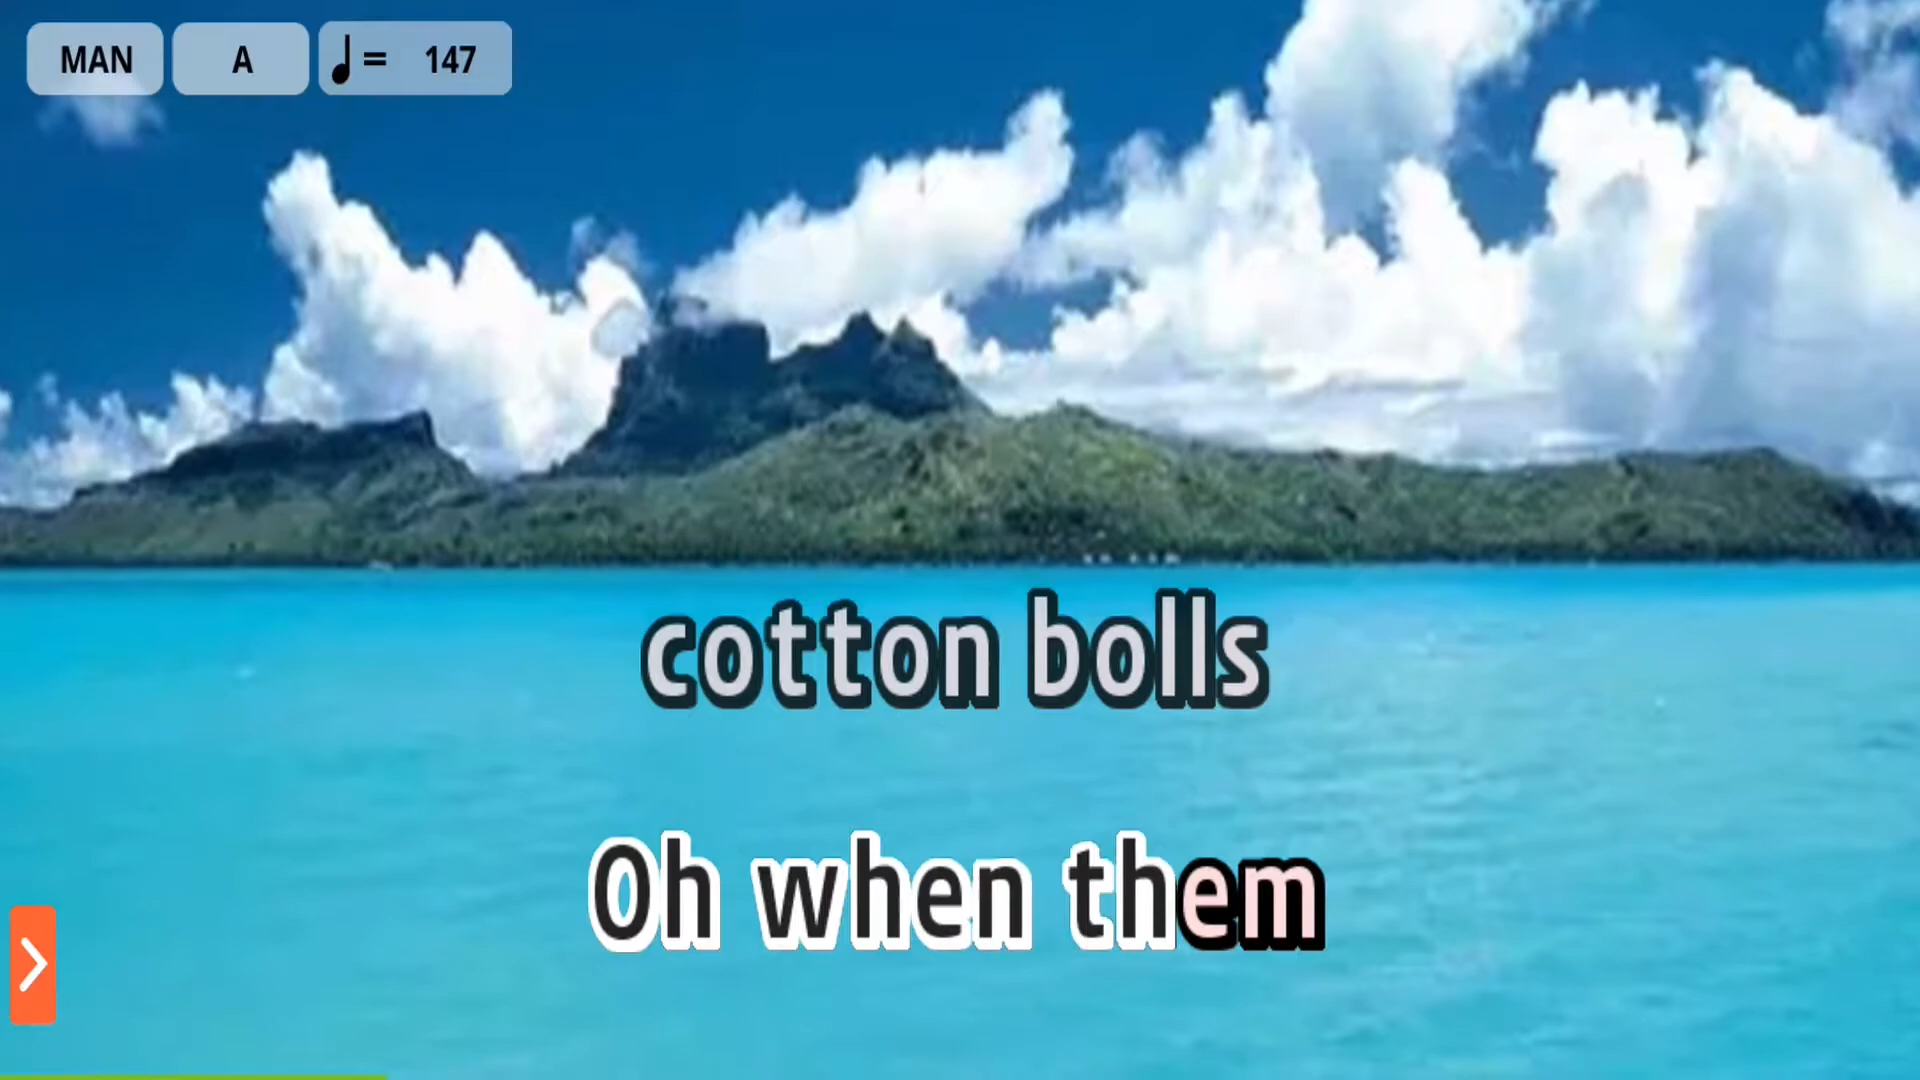 MAN A ♩ = 147
cotton bolls
Oh when them